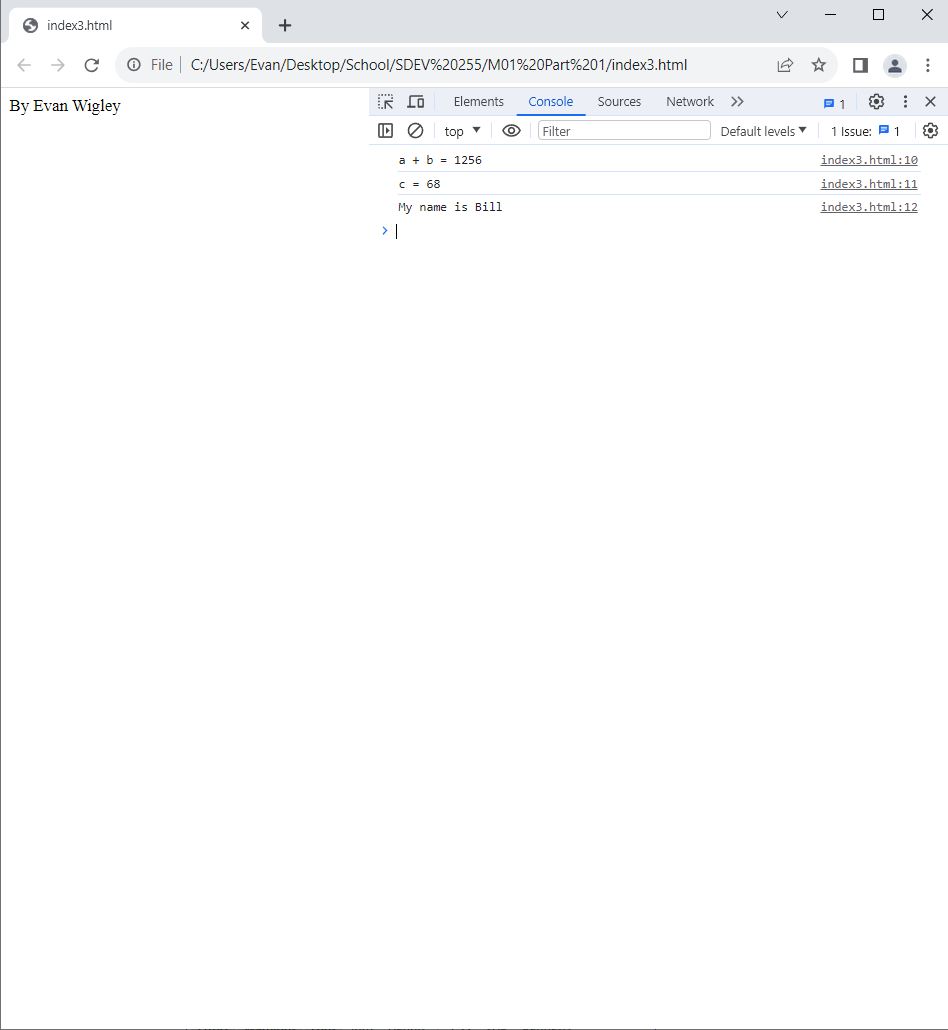 index3.html
File C:/Users/Evan/Desktop/School/SDEV%20255/M01%20Part%201/index3.html
By Evan Wigley
Elements Console Sources Network 1
top Filter Default levels 1 Issue: 1
a + b = 1256 index3.html:10
c = 68 index3.html:11
My name is Bill index3.html:12